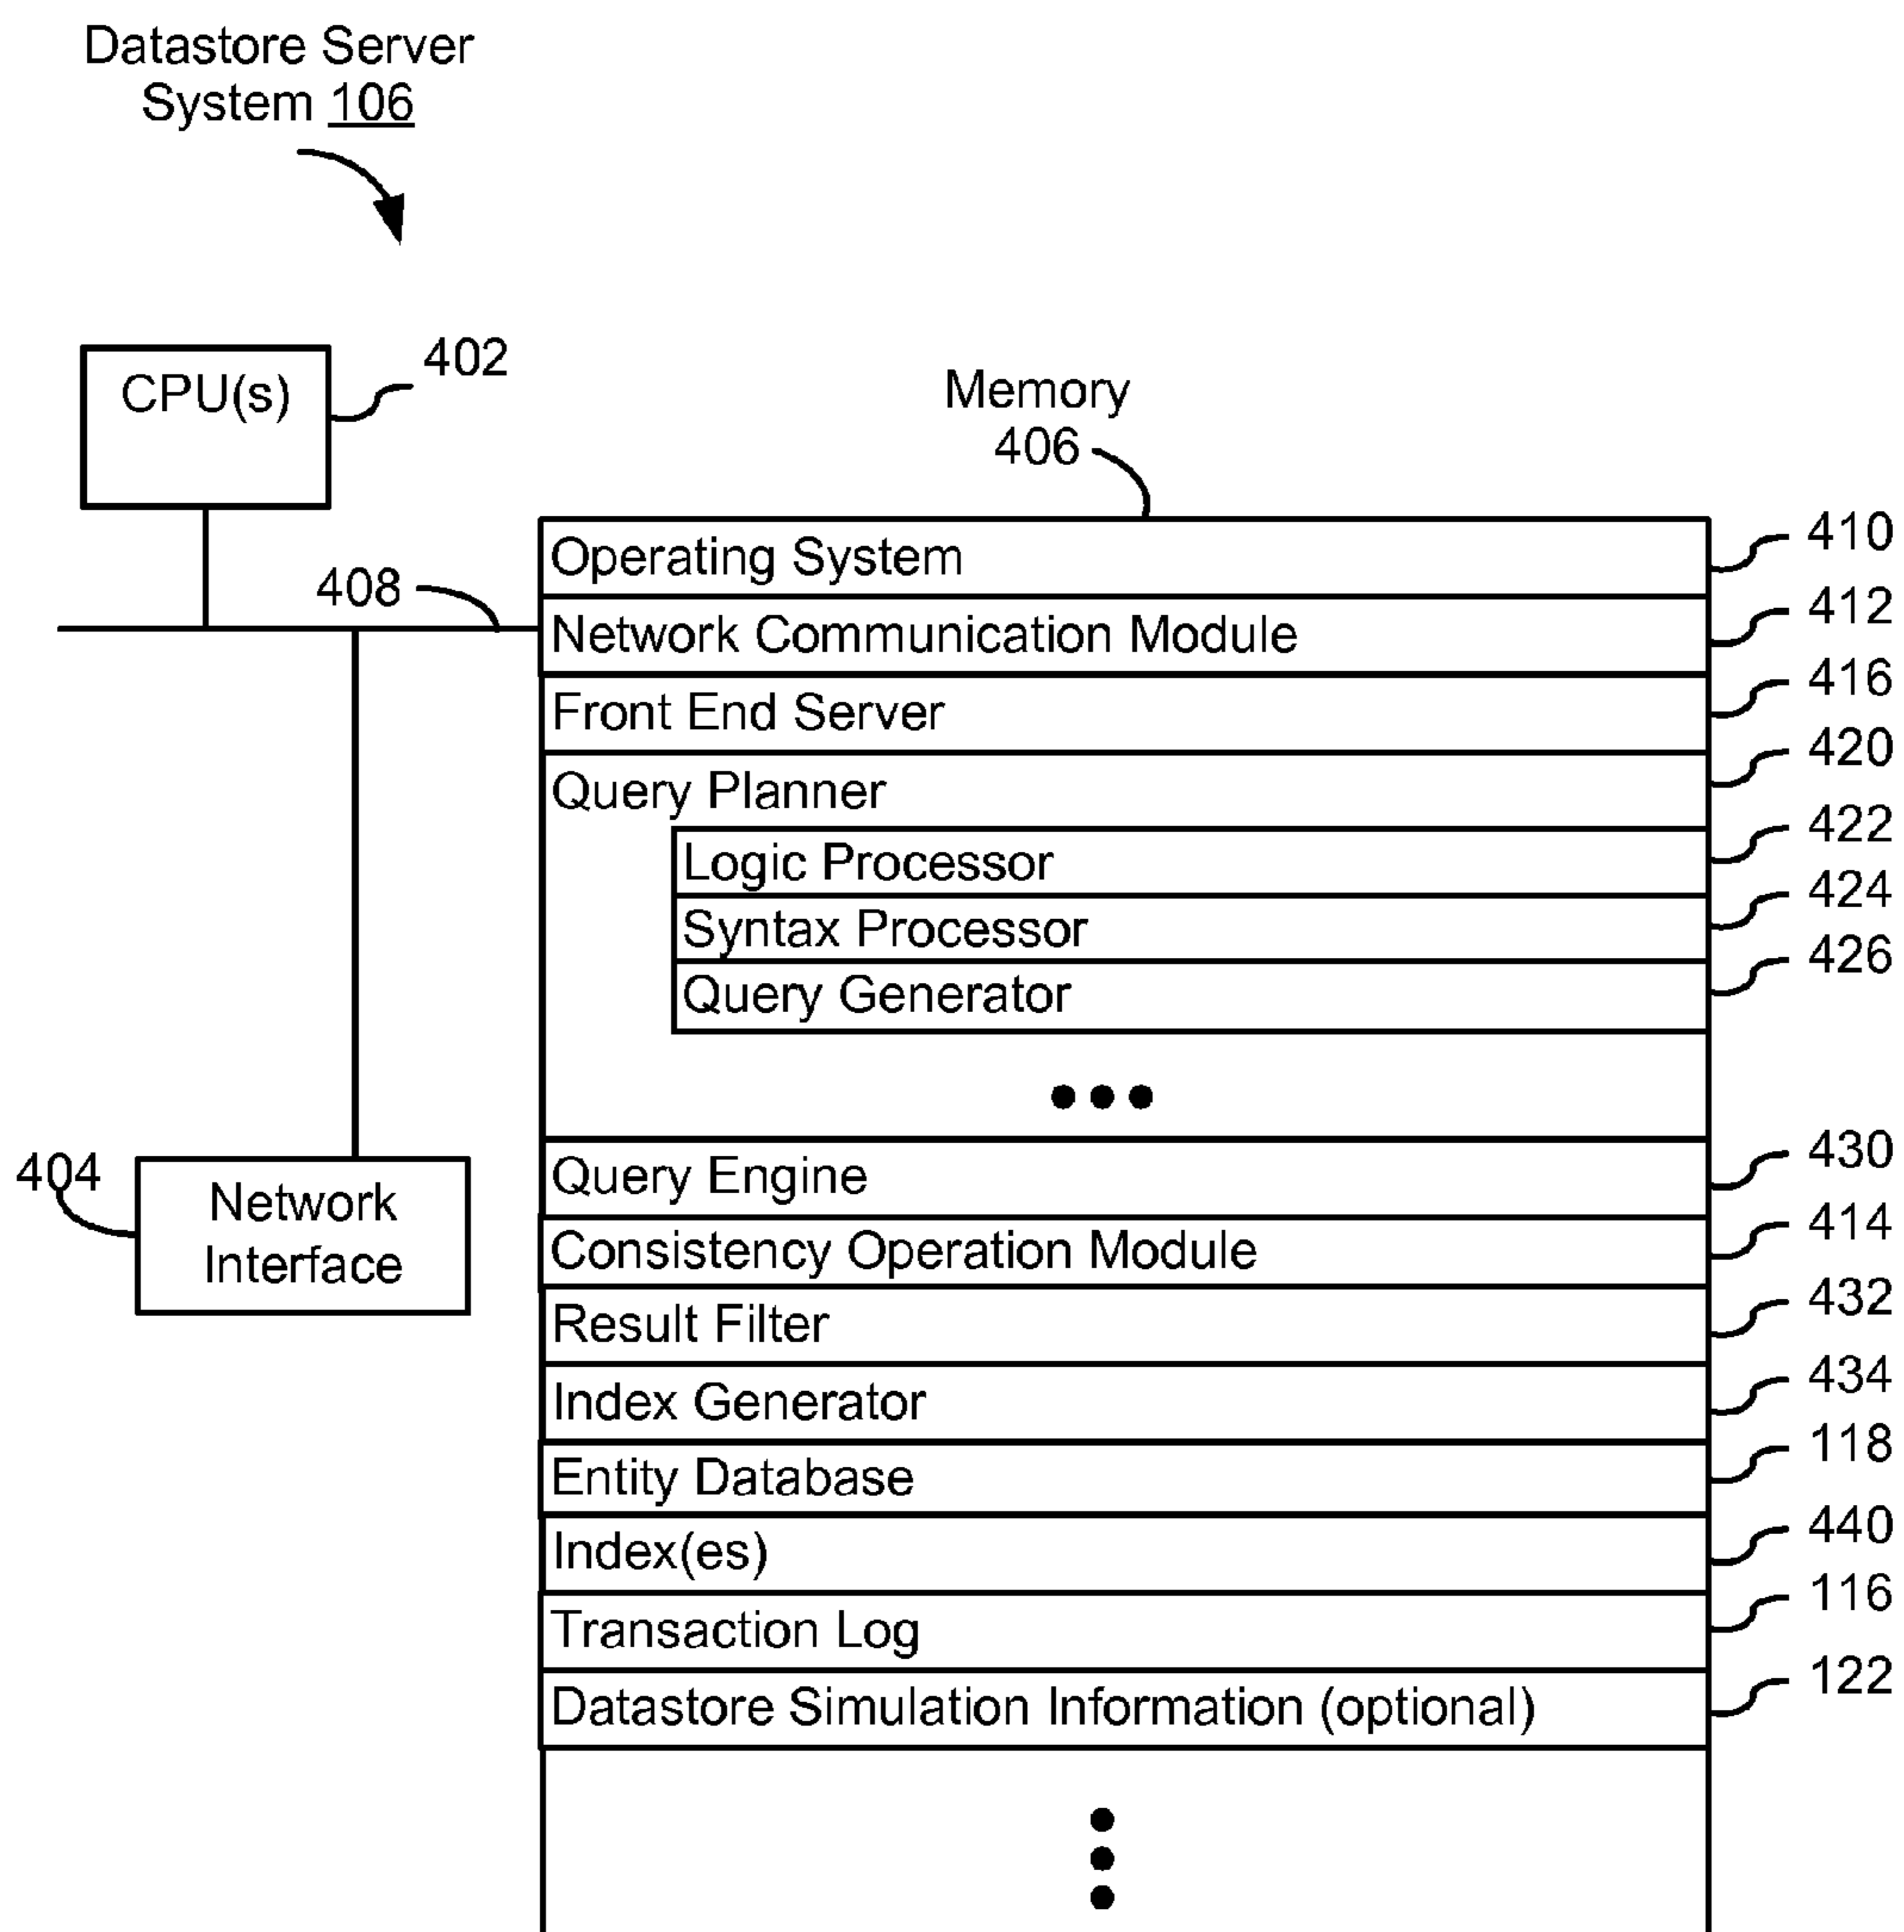 Datastore Server
System 106
CPU(s)
402
Memory
406
408
Operating System
410
Network Communication Module
412
Front End Server
416
Query Planner
420
Logic Processor
422
Syntax Processor
424
Query Generator
426
404
Network
Interface
Query Engine
430
Consistency Operation Module
414
Result Filter
432
Index Generator
434
Entity Database
118
Index(es)
440
Transaction Log
116
Datastore Simulation Information (optional)
122